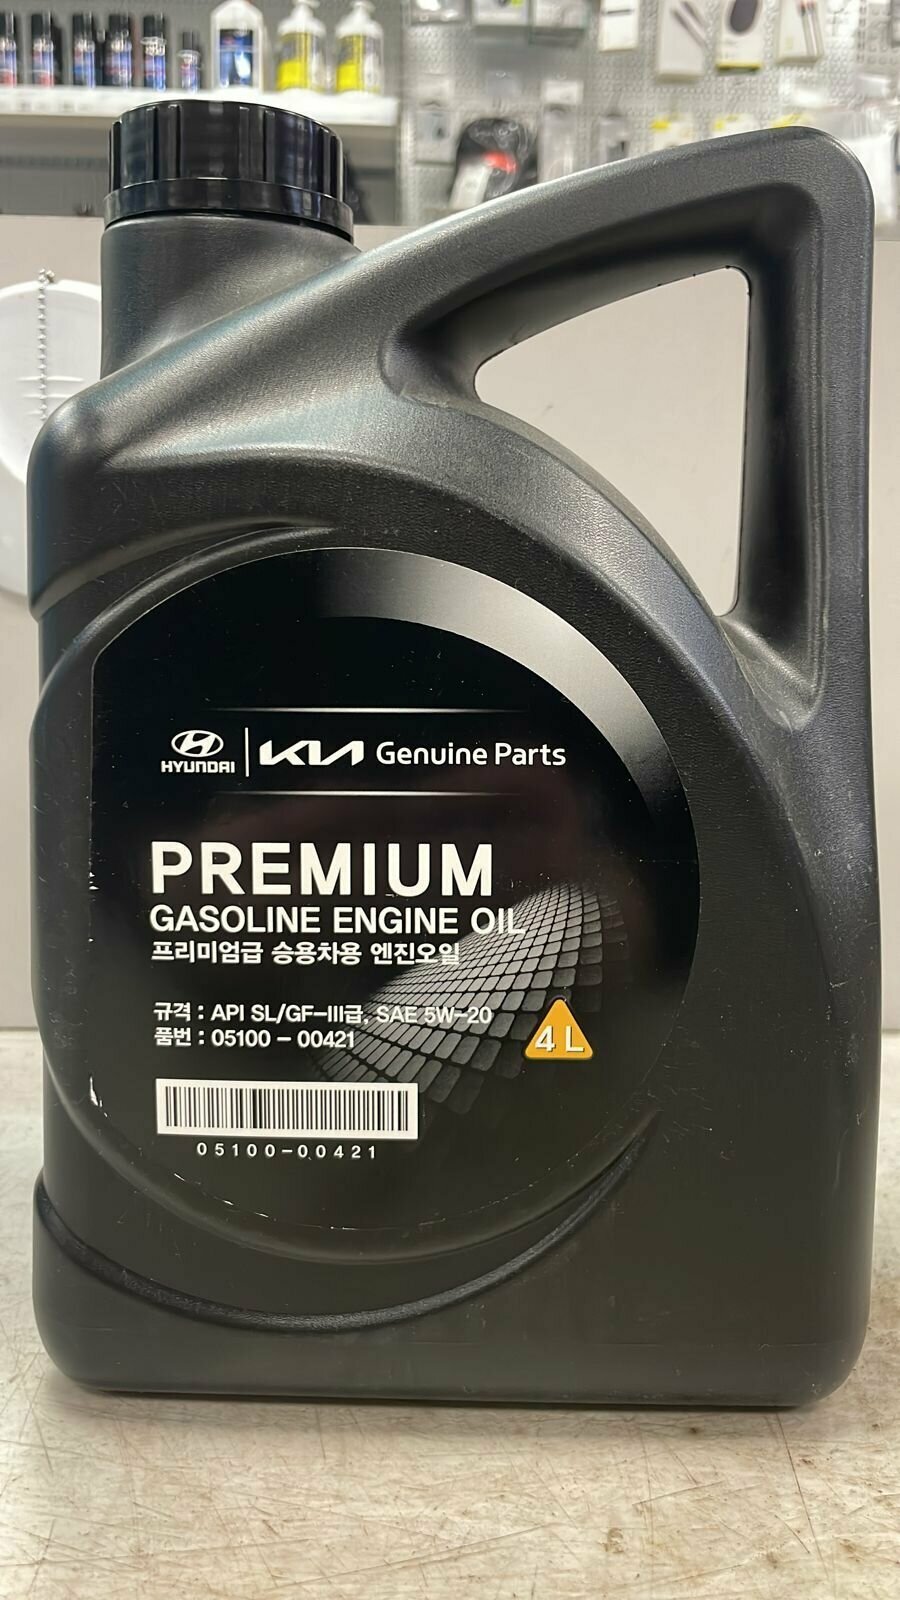 HYUNDAI KIA Genuine Parts
PREMIUM
GASOLINE ENGINE OIL
프리미엄급 승용차용 엔진오일
규격 : API SL/GF-III급, SAE 5W-20
품번 : 05100 - 00421
4 L
05100-00421